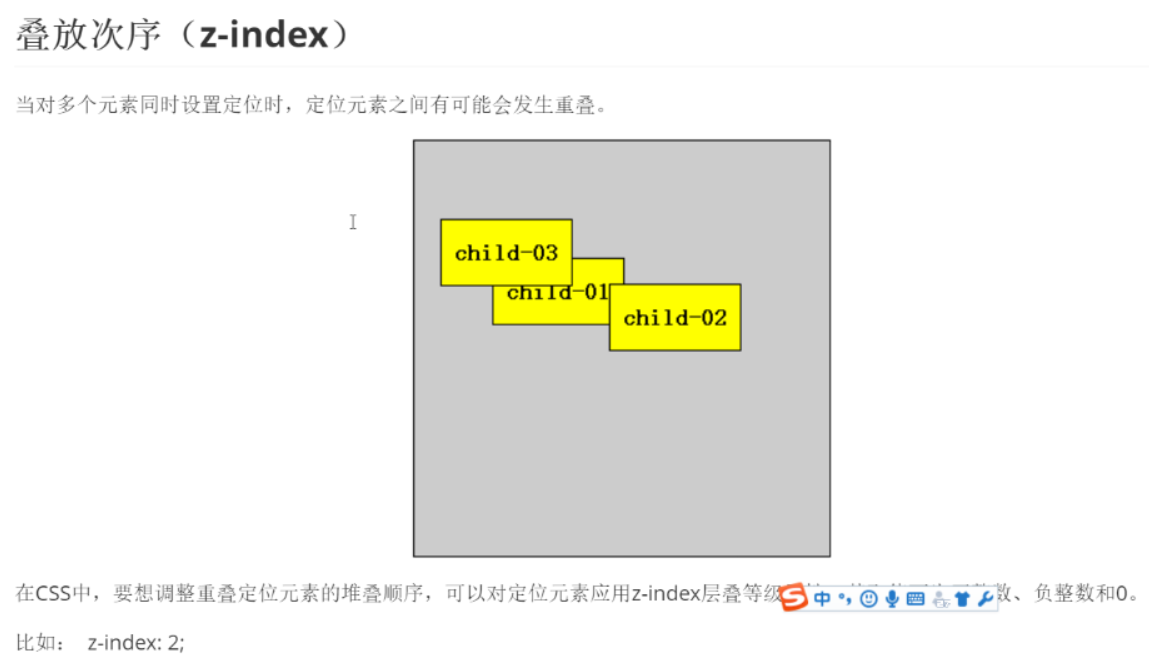 叠放次序（z-index）
当对多个元素同时设置定位时，定位元素之间有可能会发生重叠。
child-03
child-01
child-02
在CSS中，要想调整重叠定位元素的堆叠顺序，可以对定位元素应用z-index层叠等级 数、负整数和0。
S 中
比如： z-index: 2;